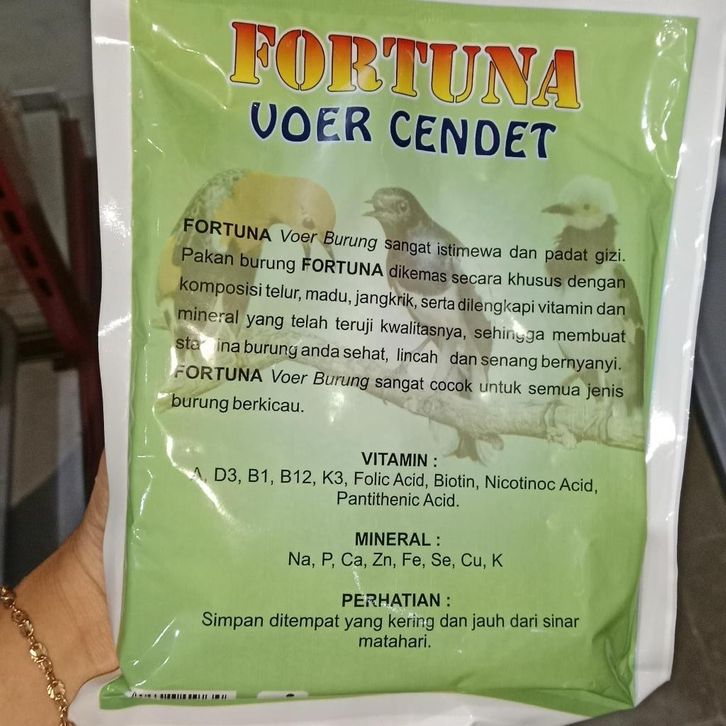 FORTUNA
VOER CENDET
FORTUNA Voer Burung sangat istimewa dan padat gizi.
Pakan burung FORTUNA dikemas secara khusus dengan
komposisi telur, madu, jangkrik, serta dilengkapi vitamin dan
mineral yang telah teruji kwalitasnya, sehingga membuat
stamina burung anda sehat, lincah dan senang bernyanyi.
FORTUNA Voer Burung sangat cocok untuk semua jenis
burung berkicau.
VITAMIN :
A, D3, B1, B12, K3, Folic Acid, Biotin, Nicotinoc Acid,
Pantithenic Acid.
MINERAL :
Na, P, Ca, Zn, Fe, Se, Cu, K
PERHATIAN :
Simpan ditempat yang kering dan jauh dari sinar
matahari.